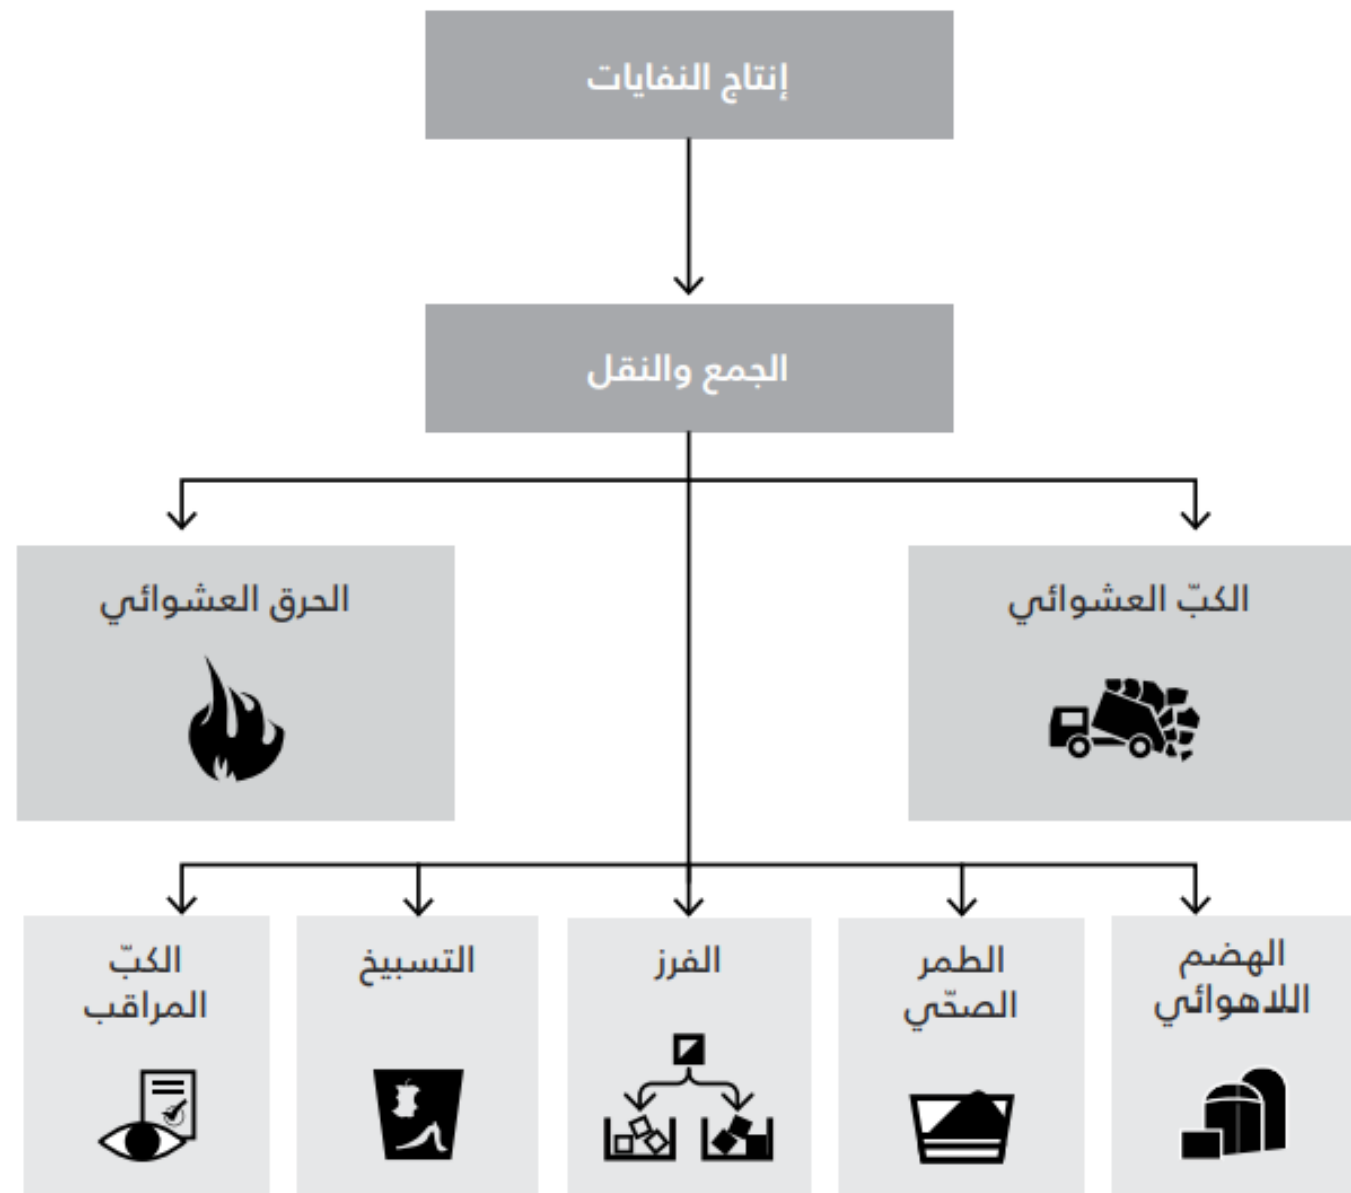 إنتاج النفايات
الجمع والنقل
الكبّ العشوائي
الحرق العشوائي
الهضم
اللاهوائي
الطمر
الصحّي
الفرز
التسبيخ
الكبّ
المراقب